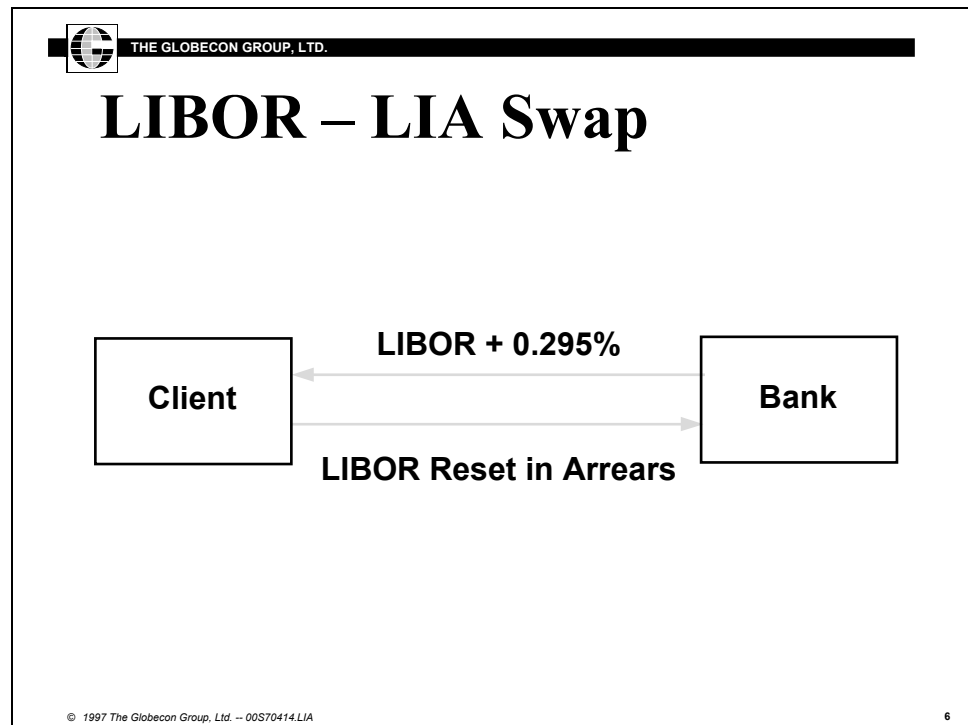 THE GLOBECON GROUP, LTD.
LIBOR – LIA Swap
LIBOR + 0.295%
Client
Bank
LIBOR Reset in Arrears
© 1997 The Globecon Group, Ltd. -- 00S70414.LIA
6